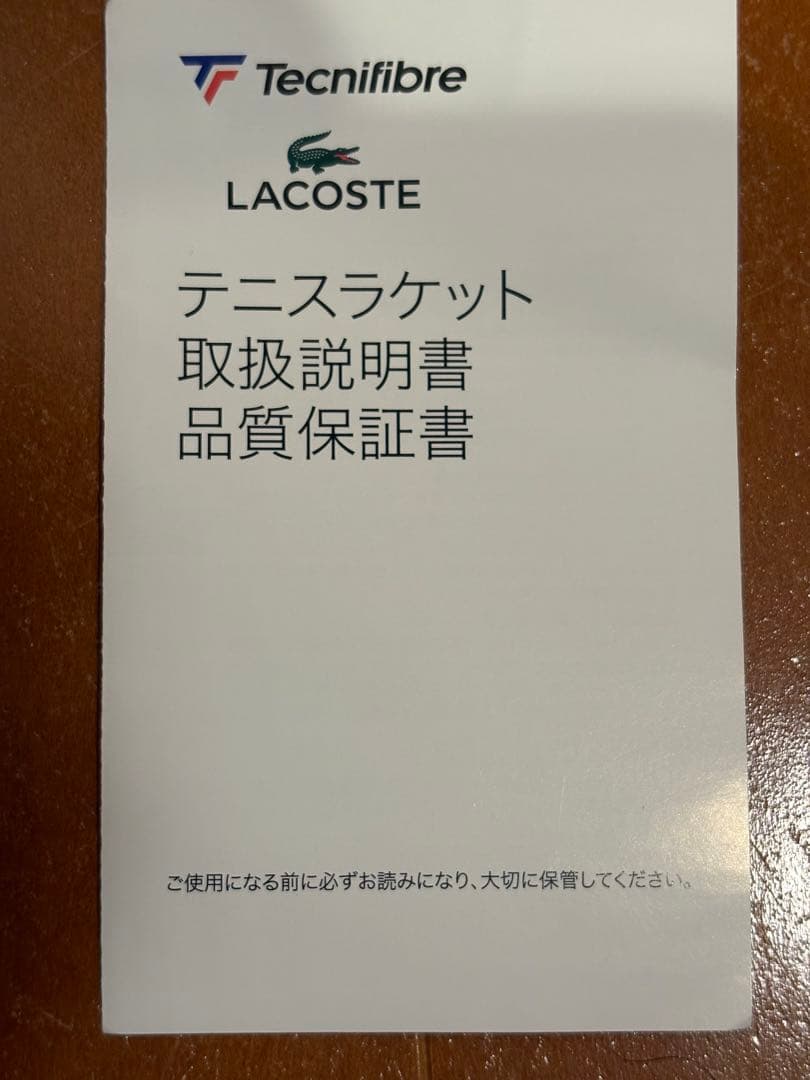 Tecnifibre
LACOSTE
テニスラケット
取扱説明書
品質保証書
ご使用になる前に必ずお読みになり、大切に保管してください。